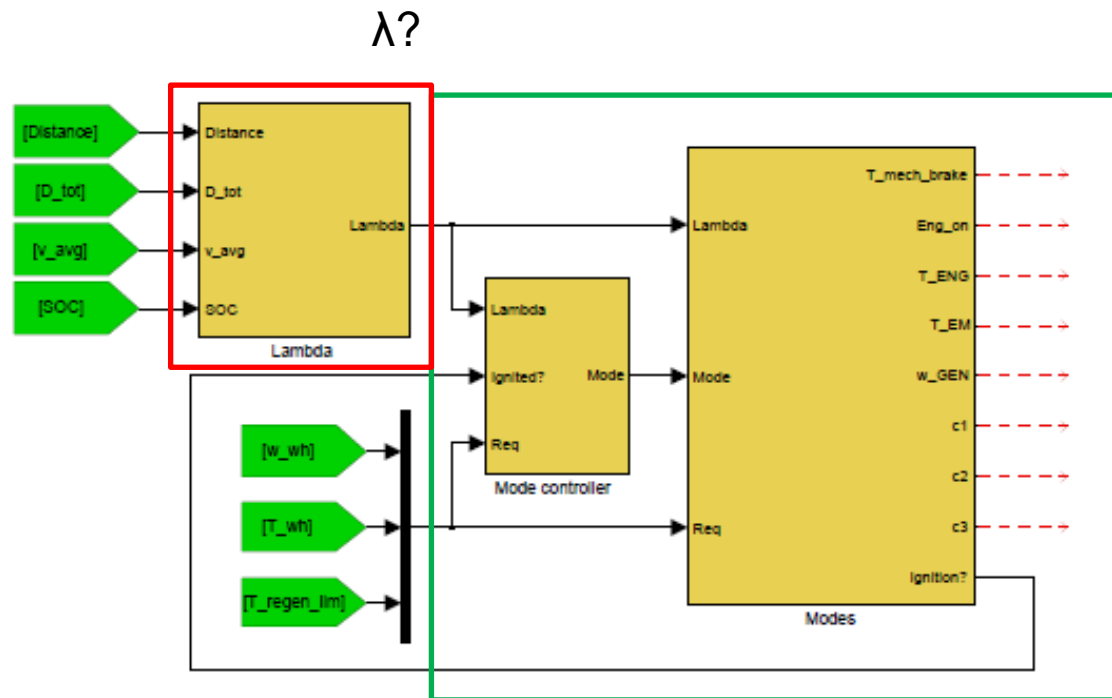 λ?
[Distance]
[D_tot]
[v_avg]
[SOC]
Distance
D_tot
v_avg
SOC
Lambda
Lambda
[w_wh]
[T_wh]
[T_regen_lim]
Lambda
Ignited?
Req
Mode
Mode controller
Lambda
Mode
Req
T_mech_brake
Eng_on
T_ENG
T_EM
w_GEN
c1
c2
c3
Ignition?
Modes